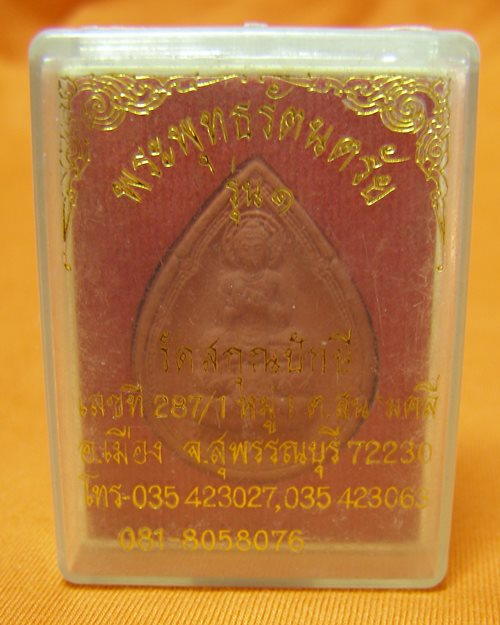 พระพุทธรัตนตรัย
รุ่น ๑
วัดสกุณปักษี
เลขที่ 287/1 หมู่ 1 ต.สนามคลี
อ.เมือง จ.สุพรรณบุรี 72230
โทร-035 423027,035 423063
081-8058076